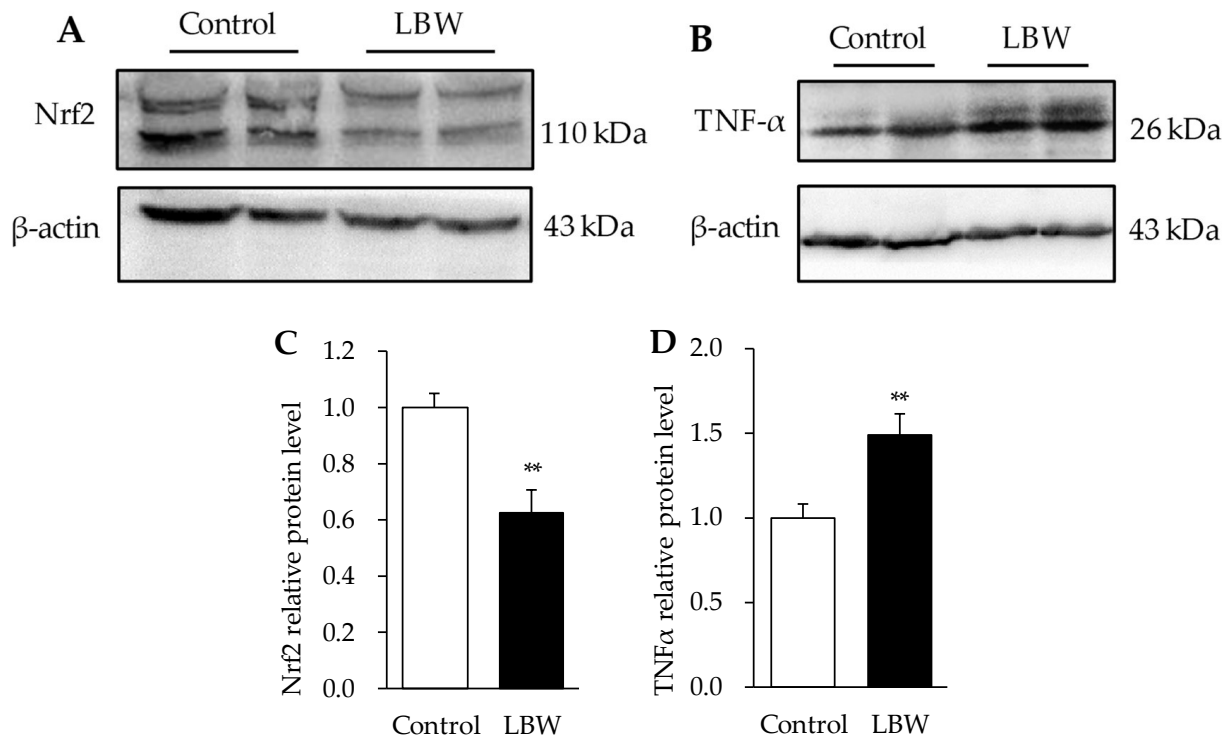 A
Control LBW
Nrf2
110 kDa
β-actin
43 kDa
B
Control LBW
TNF-α
26 kDa
β-actin
43 kDa
C
Nrf2 relative protein level
1.2
1.0
0.8
0.6
0.4
0.2
0.0
**
Control LBW
D
TNFα relative protein level
2.0
1.5
1.0
0.5
0.0
**
Control LBW